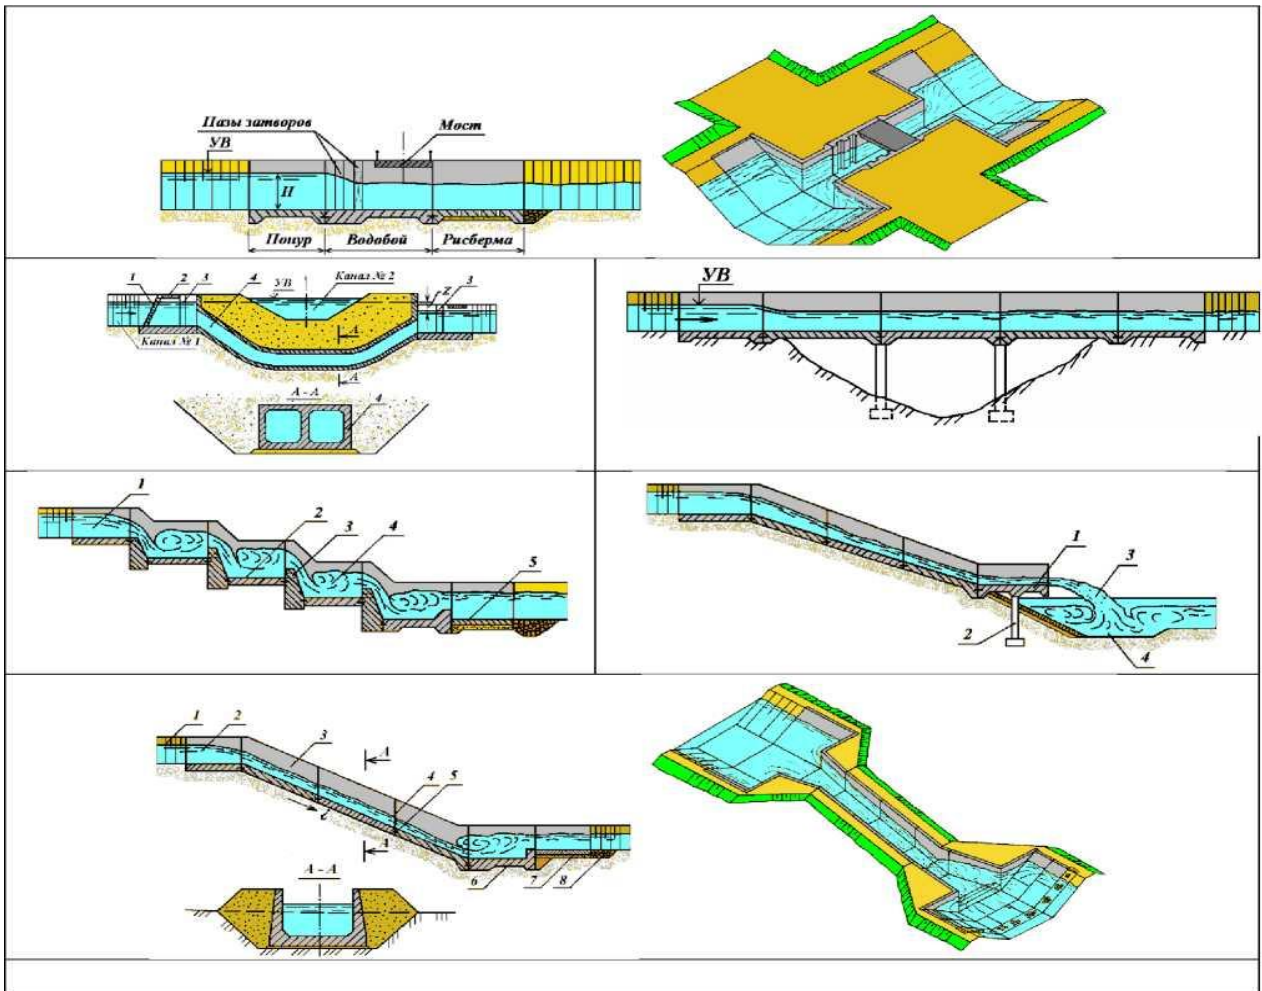 Пазы затворов
Мост
УВ
Н
Понур
Водобой
Рисберма
1 2 3 4 УВ Канал № 2 Z 3
А
Канал № 1
А
А - А
4
УВ
1
2
3
4
5
1
3
2
4
1 2 3 А 4 5
i
А
6 7 8
А - А